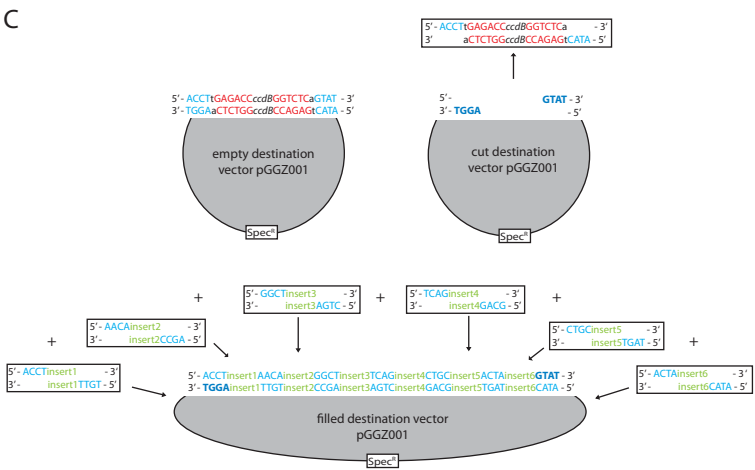 C
5'- ACCTtGAGACCccdBGGTCTCa - 3'
3' aCTCTGGccdBCCAGAGtCATA - 5'
5'- ACCTtGAGACCccdBGGTCTCaGTAT - 3'
3'- TGGAaCTCTGGccdBCCAGAGtCATA - 5'
5'- GTAT - 3'
3'- TGGA - 5'
empty destination
vector pGGZ001
cut destination
vector pGGZ001
SpecR
SpecR
+ 5'- GGCTinsert3 - 3' + 5'- TCAGinsert4 - 3' +
3'- insert3AGTC - 5' 3'- insert4GACG - 5'
+ 5'- AACAinsert2 - 3' 5'- CTGCinsert5 - 3' +
3'- insert2CCGA - 5' 3'- insert5TGAT - 5'
5'- ACCTinsert1 - 3'
3'- insert1TTGT - 5'
5'- ACTAinsert6 - 3'
3'- insert6CATA - 5'
5'- ACCTinsert1AACAinsert2GGCTinsert3TCAGinsert4CTGCinsert5ACTAinsert6GTAT - 3'
3'- TGGAinsert1TTGTinsert2CCGAinsert3AGTCinsert4GACGinsert5TGATinsert6CATA - 5'
filled destination vector
pGGZ001
SpecR